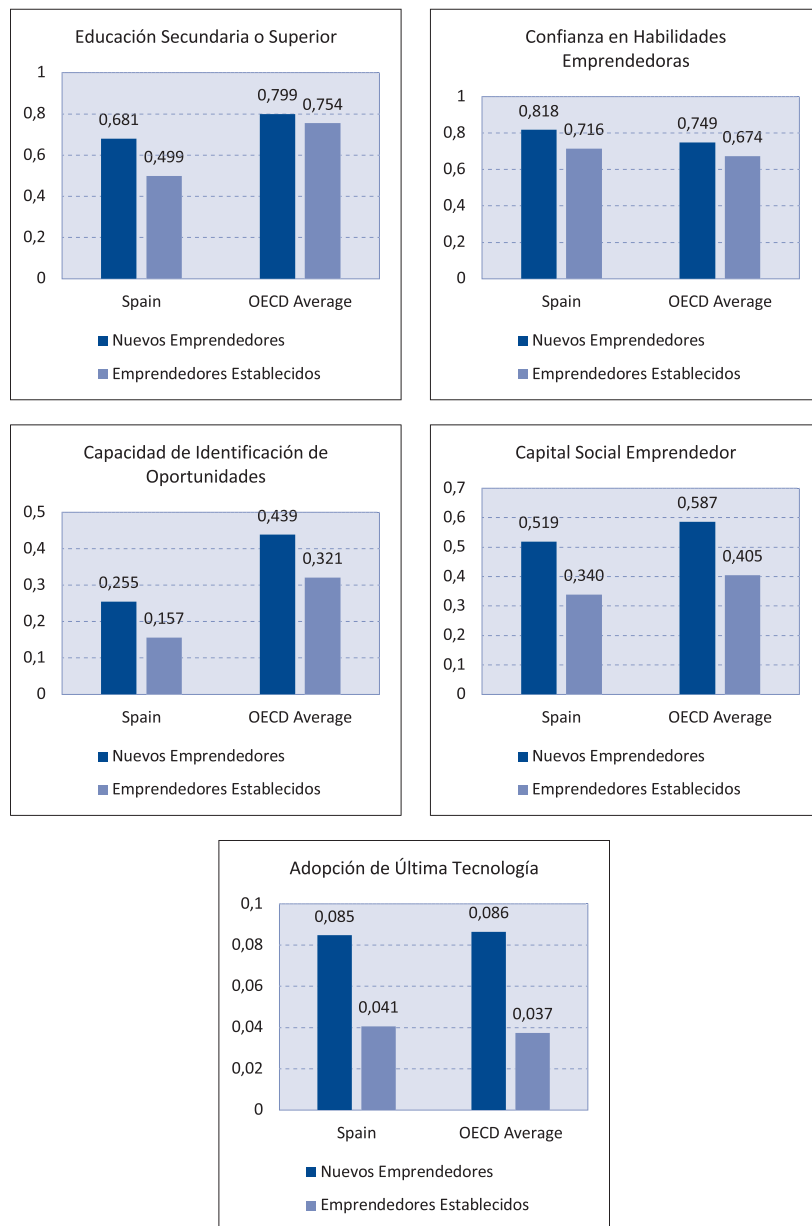 Educación Secundaria o Superior
1
0,8
0,6
0,4
0,2
0
0,681
0,499
0,799
0,754
Spain
OECD Average
Nuevos Emprendedores
Emprendedores Establecidos
Confianza en Habilidades
Emprendedoras
1
0,8
0,6
0,4
0,2
0
0,818
0,716
0,749
0,674
Spain
OECD Average
Nuevos Emprendedores
Emprendedores Establecidos
Capacidad de Identificación de
Oportunidades
0,5
0,4
0,3
0,2
0,1
0
0,255
0,157
0,439
0,321
Spain
OECD Average
Nuevos Emprendedores
Emprendedores Establecidos
Capital Social Emprendedor
0,7
0,6
0,5
0,4
0,3
0,2
0,1
0
0,519
0,340
0,587
0,405
Spain
OECD Average
Nuevos Emprendedores
Emprendedores Establecidos
Adopción de Última Tecnología
0,1
0,08
0,06
0,04
0,02
0
0,085
0,041
0,086
0,037
Spain
OECD Average
Nuevos Emprendedores
Emprendedores Establecidos